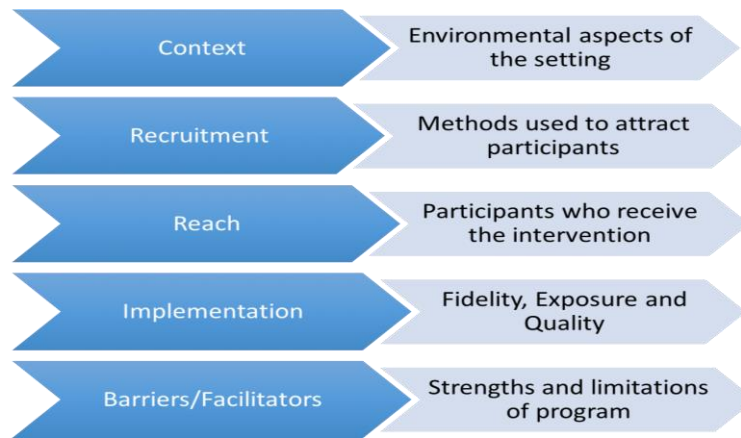 Context
Environmental aspects of
the setting
Recruitment
Methods used to attract
participants
Reach
Participants who receive
the intervention
Implementation
Fidelity, Exposure and
Quality
Barriers/Facilitators
Strengths and limitations
of program